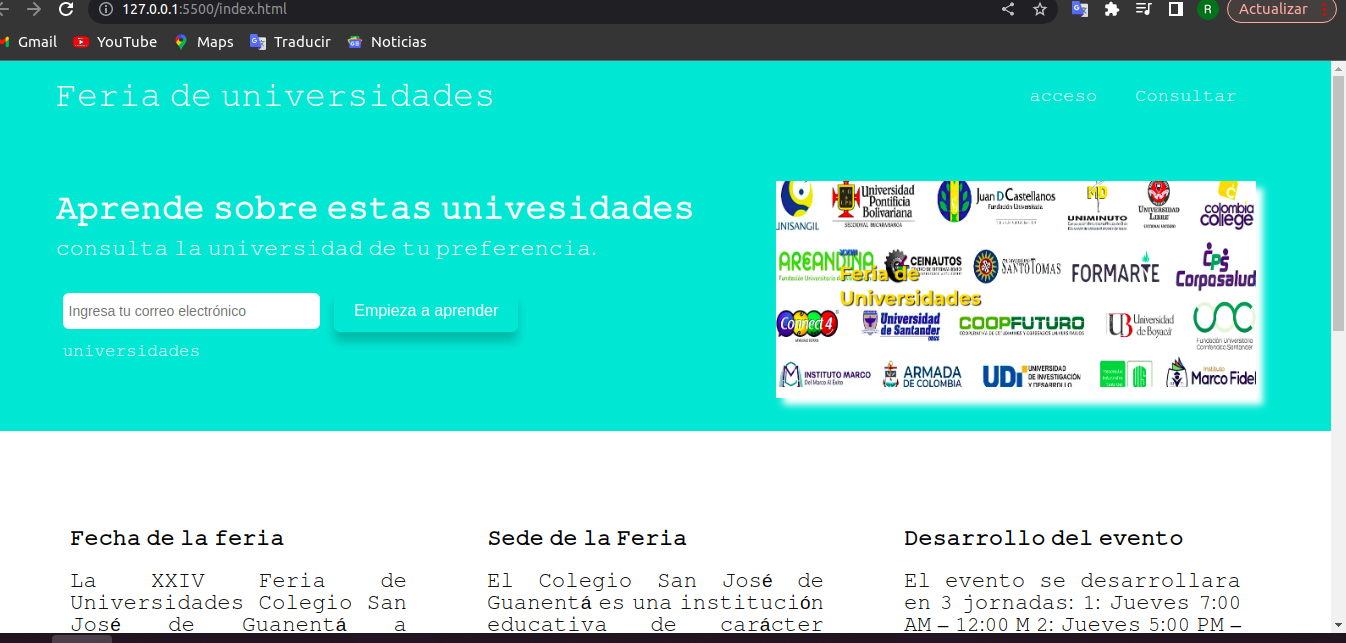 127.0.0.1:5500/index.html
R
Actualizar
Gmail
YouTube
Maps
Traducir
Noticias
Feria de universidades
acceso
Consultar
Aprende sobre estas univesidades
consulta la universidad de tu preferencia.
Ingresa tu correo electrónico
Empieza a aprender
universidades
UNISANGIL
Universidad
Pontificia
Bolivariana
Juan D Castellanos
Fundación Universitaria
MD
UNIMINUTO
UNIVERSIDAD
LIBRE
colombia
college
AREANDINA
Feria de
Universidades
CEINAUTOS
SANTO TOMAS
FORMARTE
CPS
Corposalud
Connect 4
Universidad
de Santander
UDES
COOPFUTURO
UB
Universidad
de Boyacá
UC
Fundación Universitaria
Comfenalco Santander
INSTITUTO MARCO
Del Marco Al Éxito
ARMADA
DE COLOMBIA
UDI
UNIVERSIDAD
DE INVESTIGACIÓN
Y DESARROLLO
Instituto
Marco Fidel
Fecha de la feria
La XXIV Feria de
Universidades Colegio San
José de Guanentá a
Sede de la Feria
El Colegio San José de
Guanentá es una institución
educativa de carácter
Desarrollo del evento
El evento se desarrollara
en 3 jornadas: 1: Jueves 7:00
AM – 12:00 M 2: Jueves 5:00 PM –